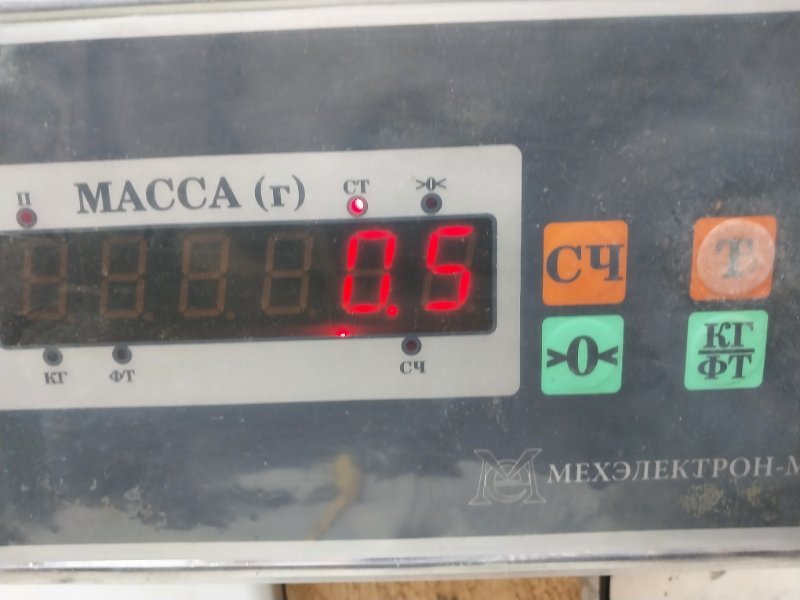 П МАССА (г) СТ >0<
0.5
КГ ФТ СЧ
СЧ Т
>0< КГ/ФТ
МЕХЭЛЕКТРОН-М